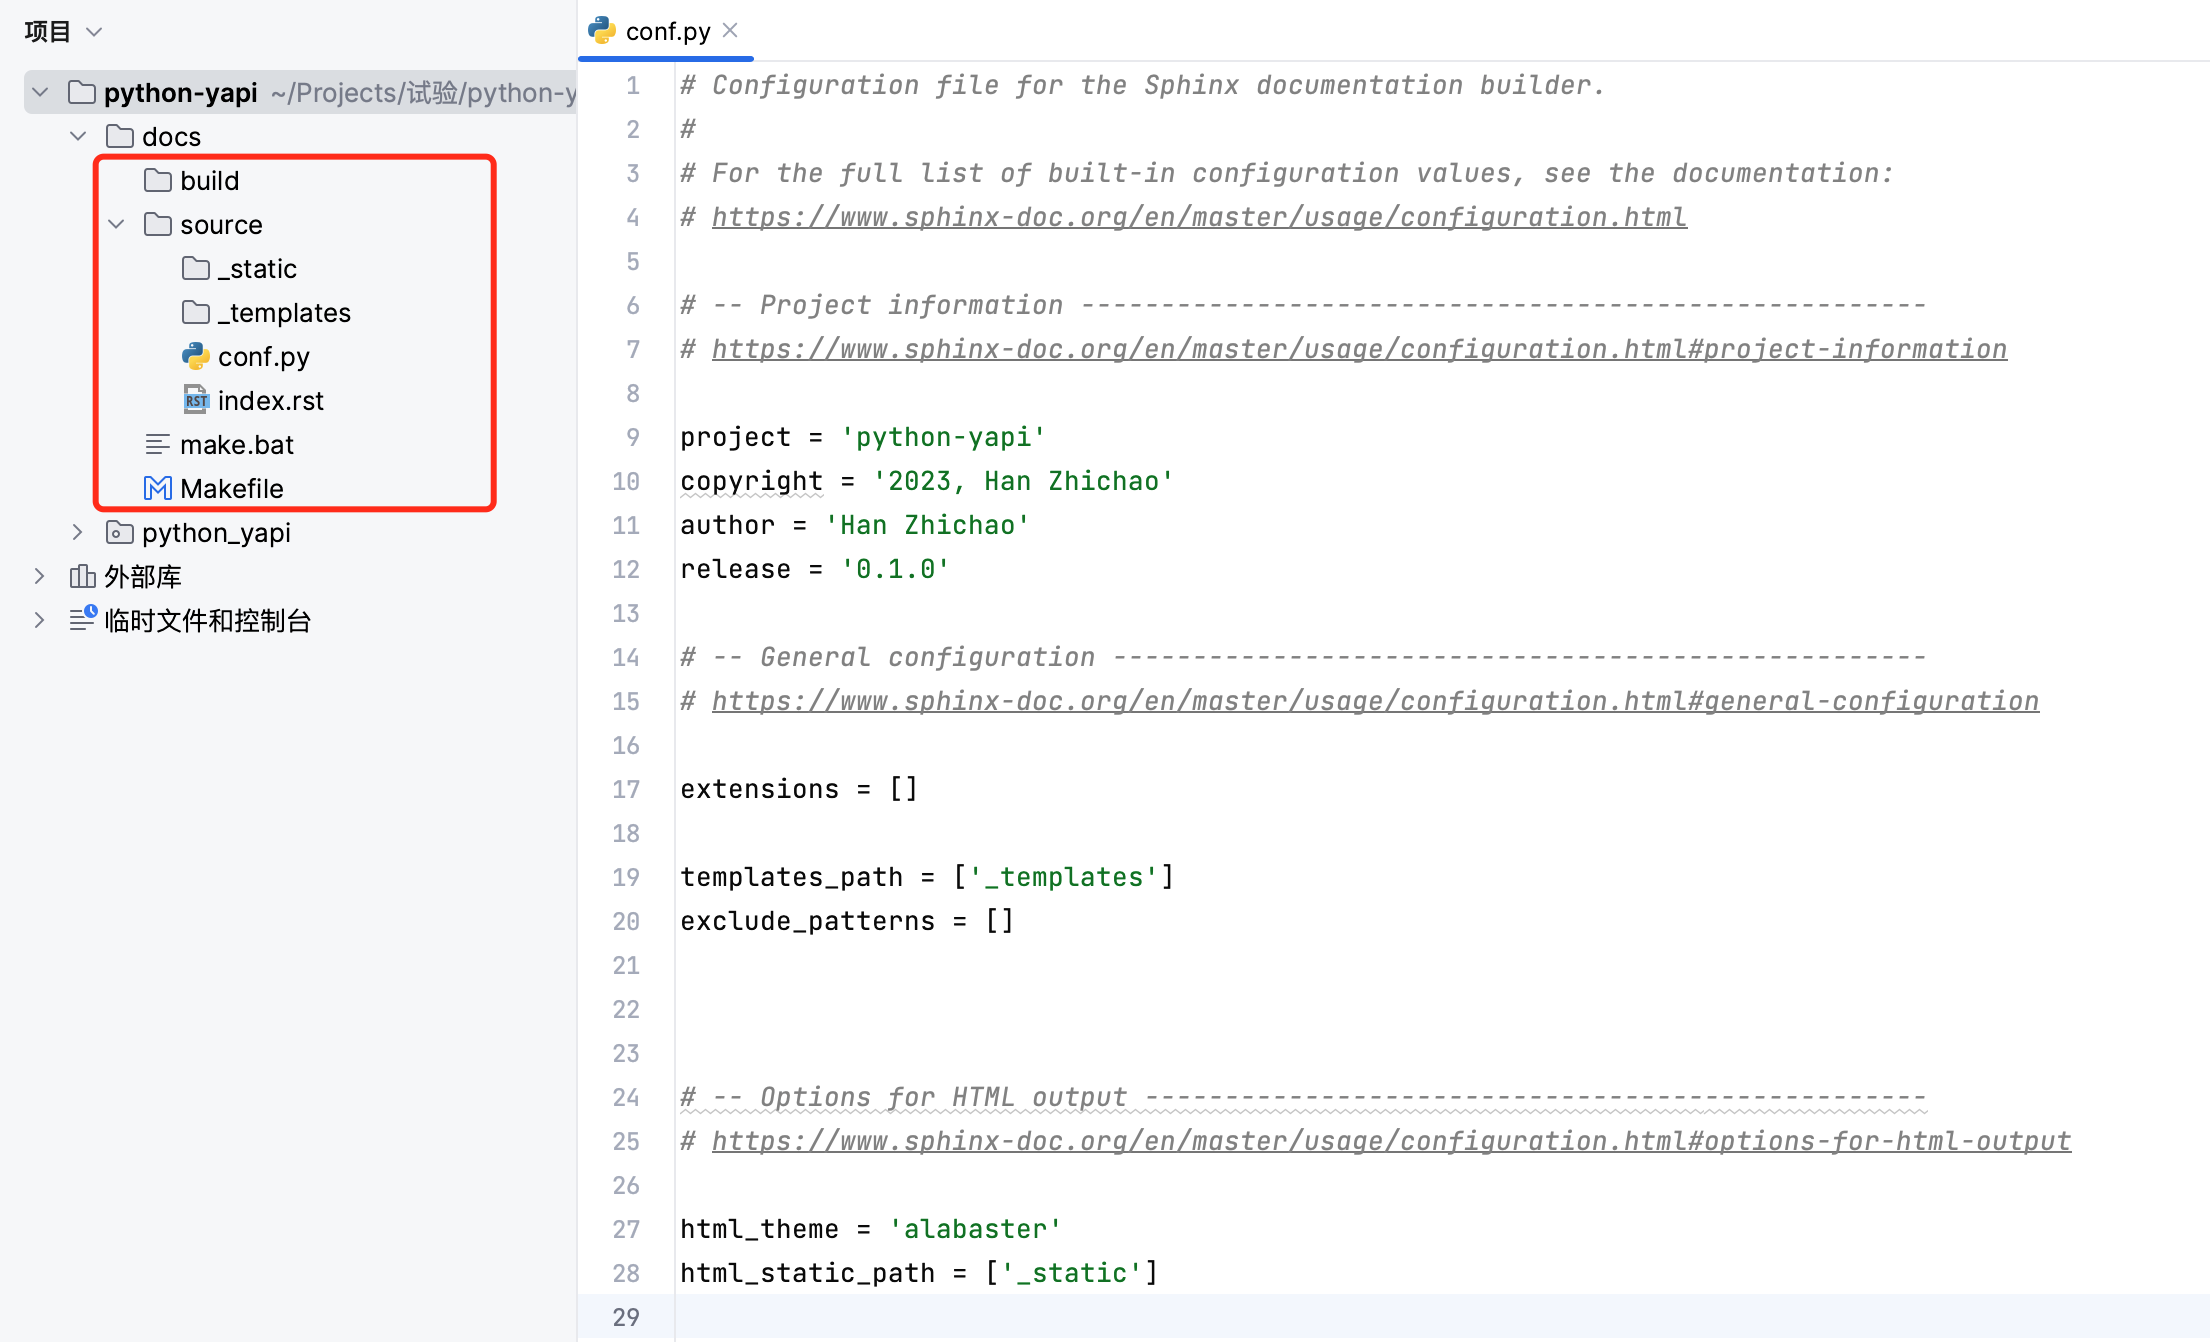 项目
python-yapi ~/Projects/试验/python-y
docs
build
source
_static
_templates
conf.py
RST index.rst
make.bat
Makefile
python_yapi
外部库
临时文件和控制台
conf.py
1 # Configuration file for the Sphinx documentation builder.
2 #
3 # For the full list of built-in configuration values, see the documentation:
4 # https://www.sphinx-doc.org/en/master/usage/configuration.html
5
6 # -- Project information -----------------------------------------------------
7 # https://www.sphinx-doc.org/en/master/usage/configuration.html#project-information
8
9 project = 'python-yapi'
10 copyright = '2023, Han Zhichao'
11 author = 'Han Zhichao'
12 release = '0.1.0'
13
14 # -- General configuration ---------------------------------------------------
15 # https://www.sphinx-doc.org/en/master/usage/configuration.html#general-configuration
16
17 extensions = []
18
19 templates_path = ['_templates']
20 exclude_patterns = []
21
22
23
24 # -- Options for HTML output -------------------------------------------------
25 # https://www.sphinx-doc.org/en/master/usage/configuration.html#options-for-html-output
26
27 html_theme = 'alabaster'
28 html_static_path = ['_static']
29